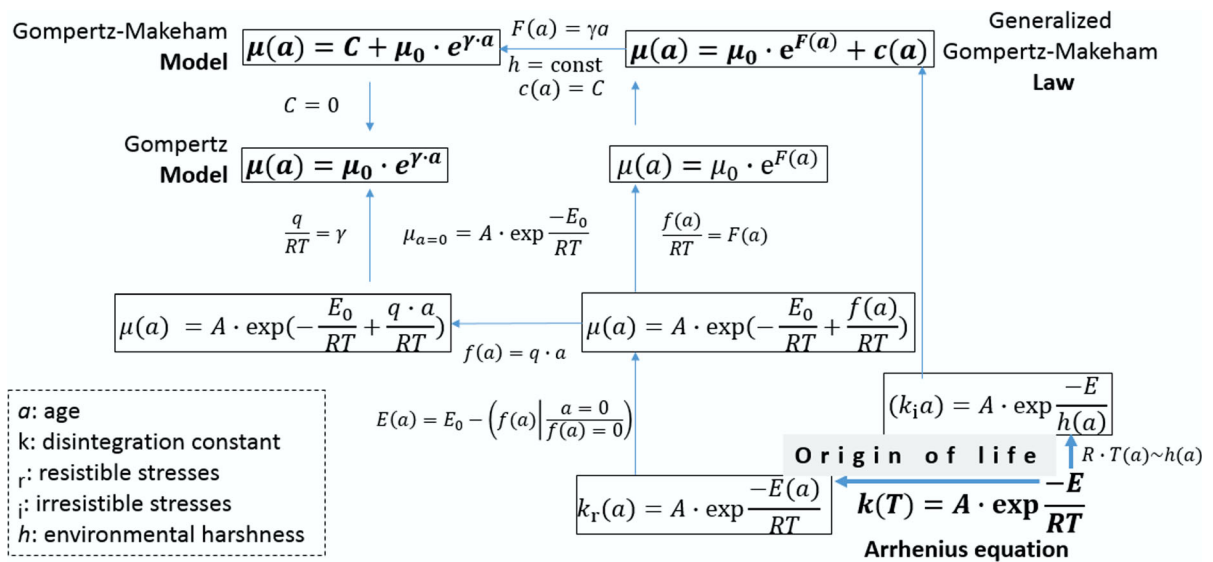 Gompertz-Makeham
Model
μ(a) = C + μ₀ · e^{γ·a}
F(a) = γa
h = const
c(a) = C
μ(a) = μ₀ · e^{F(a)} + c(a)
Generalized
Gompertz-Makeham
Law
C = 0
Gompertz
Model
μ(a) = μ₀ · e^{γ·a}
μ(a) = μ₀ · e^{F(a)}
q/RT = γ
μ_{a=0} = A · exp −E₀/RT
f(a)/RT = F(a)
μ(a) = A · exp(−E₀/RT + q · a/RT)
f(a) = q · a
μ(a) = A · exp(−E₀/RT + f(a)/RT)
E(a) = E₀ − (f(a)|a = 0/f(a) = 0)
(kᵢa) = A · exp −E/h(a)
Origin of life
R · T(a)~h(a)
k_r(a) = A · exp −E(a)/RT
k(T) = A · exp −E/RT
Arrhenius equation
a: age
k: disintegration constant
r: resistible stresses
i: irresistible stresses
h: environmental harshness